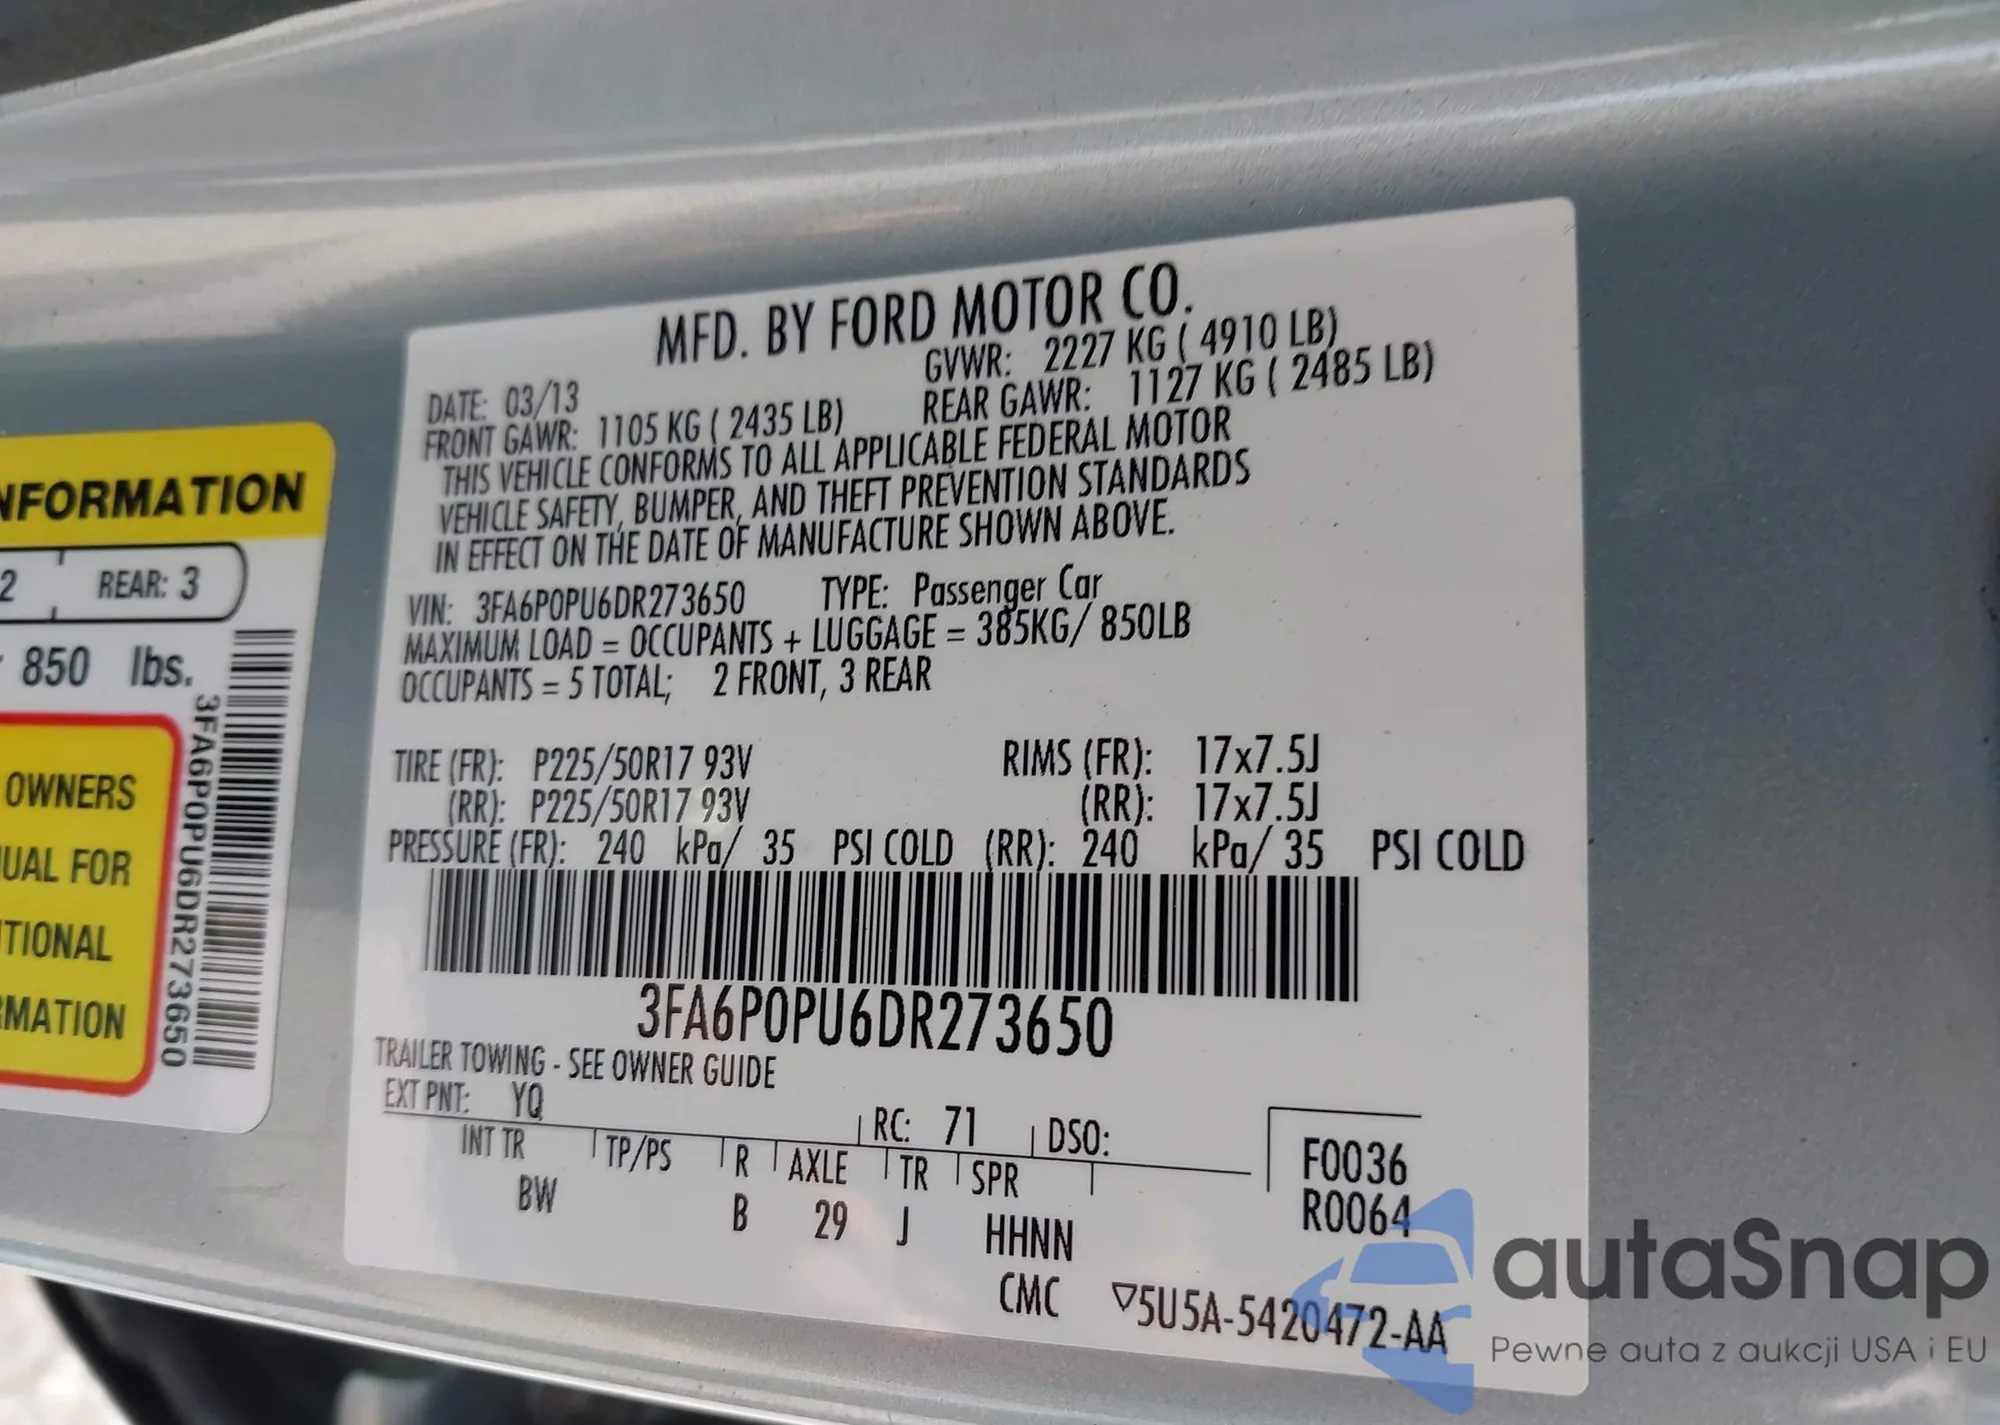 NFORMATION
2 REAR: 3
850 lbs.
OWNERS
UAL FOR
TIONAL
MATION
3FA6P0PU6DR273650
MFD. BY FORD MOTOR CO.
DATE: 03/13 GVWR: 2227 KG ( 4910 LB)
FRONT GAWR: 1105 KG ( 2435 LB) REAR GAWR: 1127 KG ( 2485 LB)
THIS VEHICLE CONFORMS TO ALL APPLICABLE FEDERAL MOTOR
VEHICLE SAFETY, BUMPER, AND THEFT PREVENTION STANDARDS
IN EFFECT ON THE DATE OF MANUFACTURE SHOWN ABOVE.
VIN: 3FA6P0PU6DR273650 TYPE: Passenger Car
MAXIMUM LOAD = OCCUPANTS + LUGGAGE = 385KG/ 850LB
OCCUPANTS = 5 TOTAL; 2 FRONT, 3 REAR
TIRE (FR): P225/50R17 93V RIMS (FR): 17x7.5J
(RR): P225/50R17 93V (RR): 17x7.5J
PRESSURE (FR): 240 kPa/ 35 PSI COLD (RR): 240 kPa/ 35 PSI COLD
3FA6P0PU6DR273650
TRAILER TOWING - SEE OWNER GUIDE
EXT PNT: YQ RC: 71 DSO:
INT TR TP/PS R AXLE TR SPR F0036
BW B 29 J HHNN R0064
CMC ▽5U5A-5420472-AA
autaSnap
Pewne auta z aukcji USA i EU